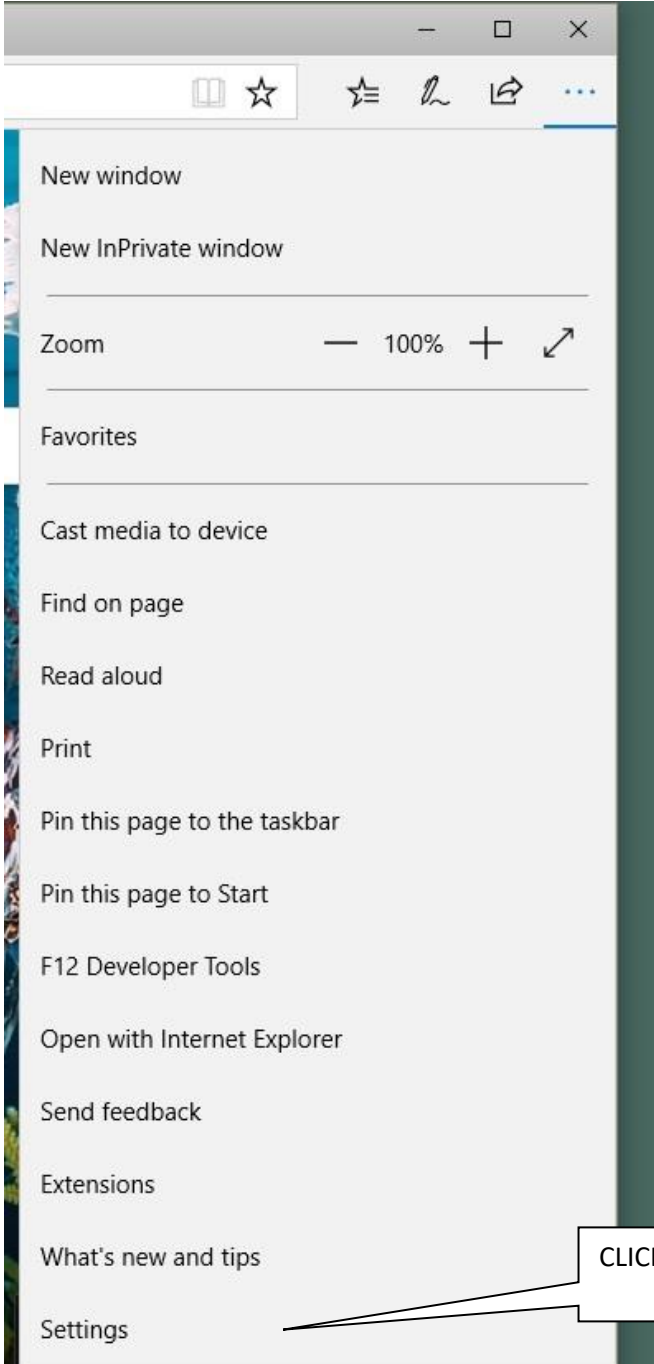 New window
New InPrivate window
Zoom 100%
Favorites
Cast media to device
Find on page
Read aloud
Print
Pin this page to the taskbar
Pin this page to Start
F12 Developer Tools
Open with Internet Explorer
Send feedback
Extensions
What's new and tips
Settings